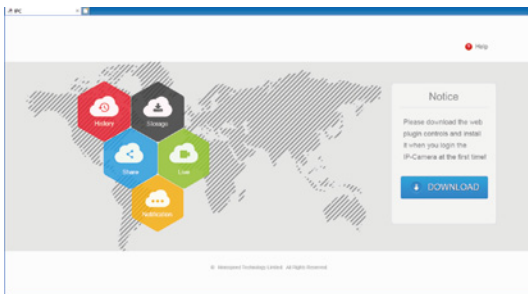 IPC
Help
History
Storage
Share
Live
Notification
Notice
Please download the web
plugin controls and install
it when you login the
IP-Camera at the first time!
DOWNLOAD
© Technology Limited. All Rights Reserved.